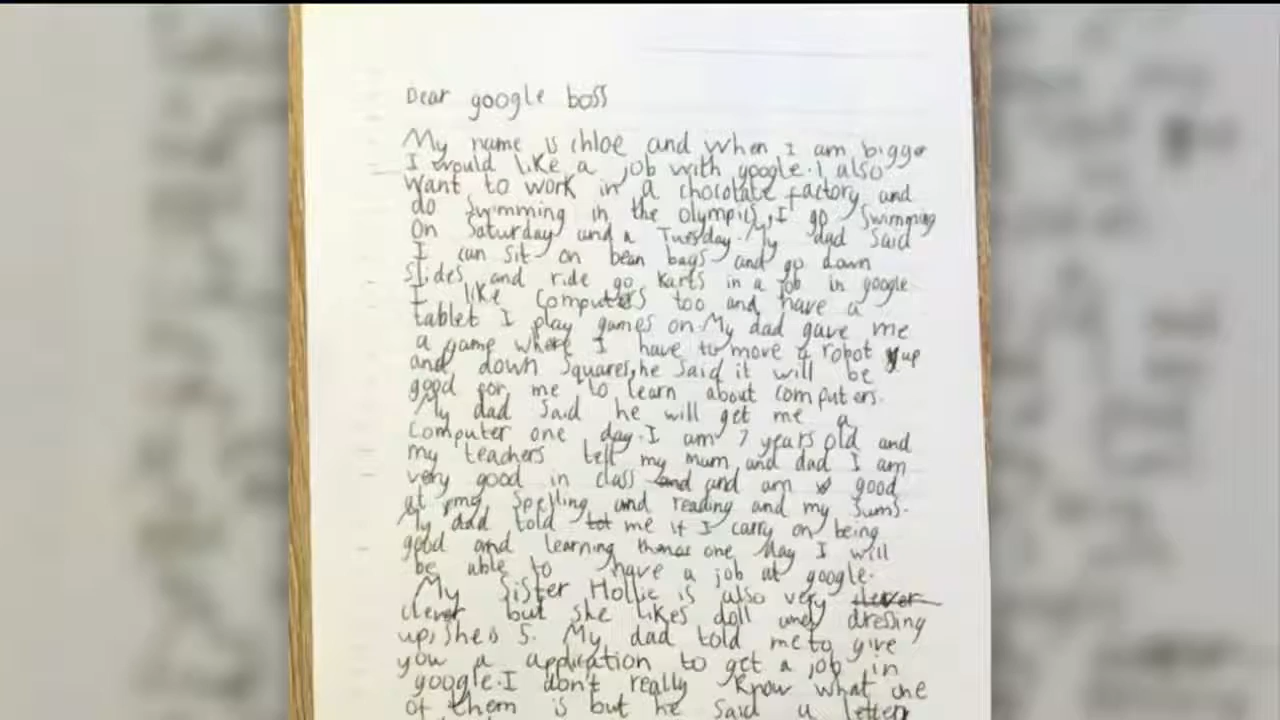 Dear google boss
My name is chloe and when I am bigger
I would like a job with google. I also
want to work in a chocolate factory and
do swimming in the olympics, I go swimming
on Saturday and a Tuesday. My dad said
I can sit on bean bags and go down
slides and ride go karts in a job in google
I like computers too and have a
tablet I play games on. My dad gave me
a game where I have to move a robot up
and down squares, he said it will be
good for me to learn about computers.
My dad said he will get me a
computer one day. I am 7 years old and
my teachers tell my mum and dad I am
very good in class and and am good
at my spelling and reading and my sums.
My dad told tot me if I carry on being
good and learning one day I will
be able to have a job at google.
My sister Hollie is also very clever
clever but she likes doll and dressing
up, she is 5. My dad told me to give
you a application to get a job in
google. I don't really know what one
of them is but he said a letter